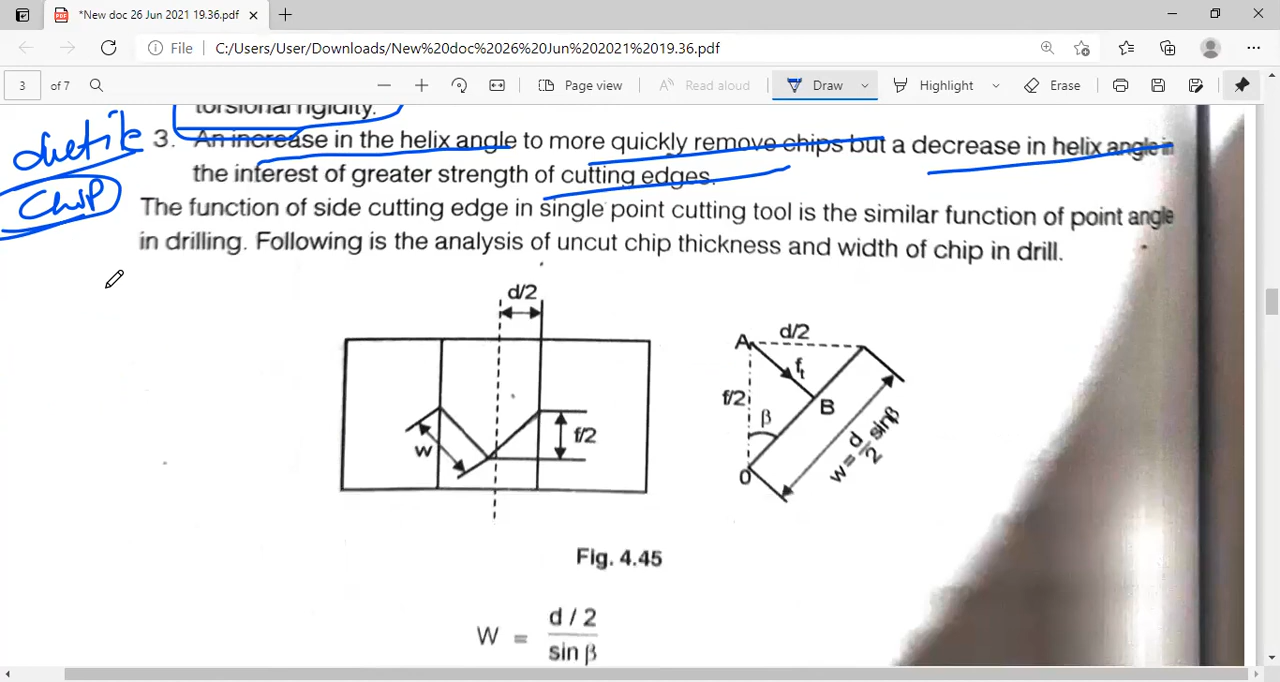 *New doc 26 Jun 2021 19.36.pdf
File C:/Users/User/Downloads/New%20doc%2026%20Jun%202021%2019.36.pdf
3 of 7 Page view Read aloud Draw Highlight Erase
torsional rigidity.
ductile
chip
3. An increase in the helix angle to more quickly remove chips but a decrease in helix angle in
the interest of greater strength of cutting edges.
The function of side cutting edge in single point cutting tool is the similar function of point angle
in drilling. Following is the analysis of uncut chip thickness and width of chip in drill.
d/2
w
f/2
A
d/2
f/2
ft
β
B
O
w = d/2 sinβ
Fig. 4.45
W = d / 2
sin β